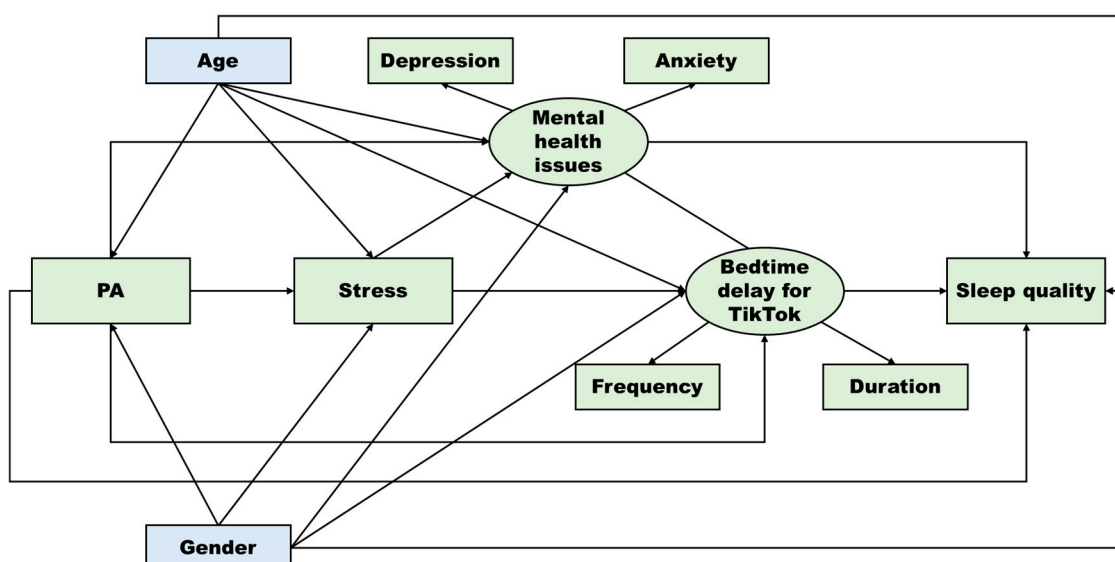 Age
Depression
Anxiety
Mental
health
issues
PA
Stress
Bedtime
delay for
TikTok
Sleep quality
Frequency
Duration
Gender